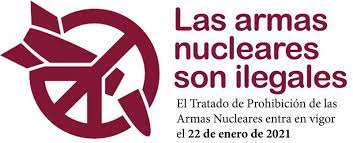 Las armas
nucleares
son ilegales
El Tratado de Prohibición de las
Armas Nucleares entra en vigor
el 22 de enero de 2021